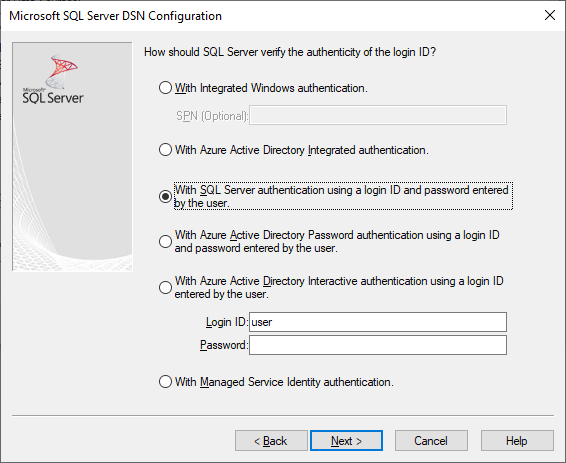 Microsoft SQL Server DSN Configuration
How should SQL Server verify the authenticity of the login ID?
Microsoft
SQL Server
With Integrated Windows authentication.
SPN (Optional):
With Azure Active Directory Integrated authentication.
With SQL Server authentication using a login ID and password entered
by the user.
With Azure Active Directory Password authentication using a login ID
and password entered by the user.
With Azure Active Directory Interactive authentication using a login ID
entered by the user.
Login ID: user
Password:
With Managed Service Identity authentication.
< Back
Next >
Cancel
Help